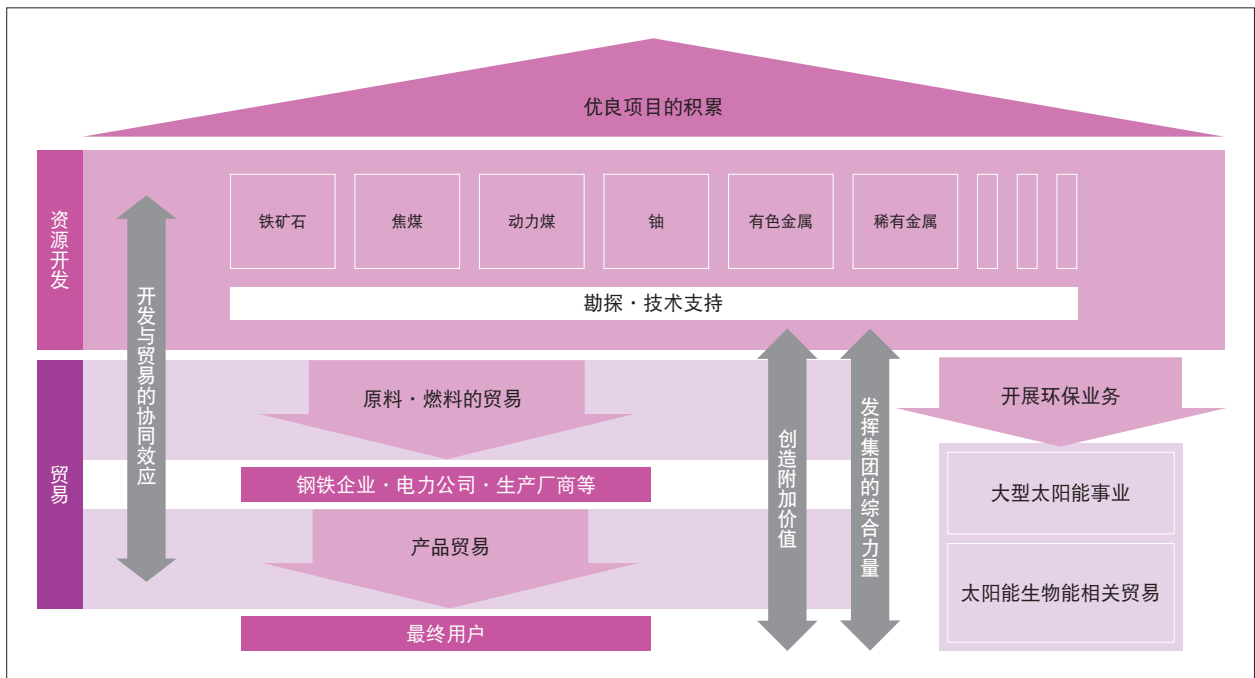 优良项目的积累
资源开发
铁矿石
焦煤
动力煤
铀
有色金属
稀有金属
勘探・技术支持
开发与贸易的协同效应
贸易
原料・燃料的贸易
钢铁企业・电力公司・生产厂商等
产品贸易
最终用户
创造附加价值
发挥集团的综合力量
开展环保业务
大型太阳能事业
太阳能生物能相关贸易